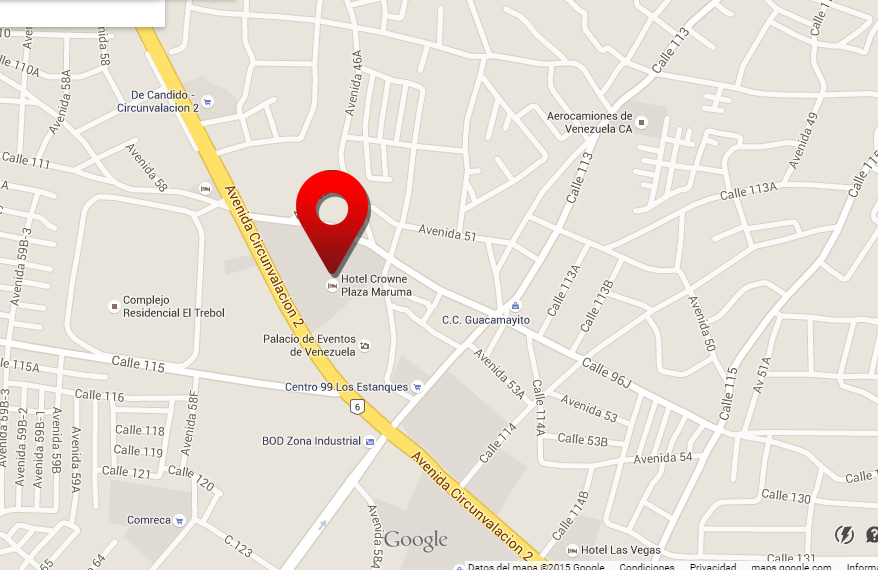 Calle 113
Calle 11
110
Calle 110A
Avenida 58A
Avenida 58
De Candido -
Circunvalacion 2
Avenida 46A
Aerocamiones de
Venezuela CA
Avenida 49
Calle 111
Avenida 58
Calle 113
Calle 115
Calle 113A
Avenida Circunvalacion 2
Avenida 51
Avenida 59B-3
Hotel Crowne
Plaza Maruma
Complejo
Residencial El Trebol
Calle 113A
Calle 113B
C.C. Guacamayito
Avenida 50
Palacio de Eventos
de Venezuela
Calle 115
Calle 115A
Avenida 53A
Calle 96J
Av 51A
Calle 115
Centro 99 Los Estanques
Calle 116
Avenida 59B-3
Avenida 59B-2
Avenida 59B-1
Avenida 59B
Avenida 59A
Avenida 58F
6
Calle 114A
Avenida 53
Calle 118
BOD Zona Industrial
Calle 114
Calle 53B
Calle 119
Avenida 54
Calle 121
Calle 120
Avenida Circunvalacion 2
Calle 130
Comreca
C.123
Calle 114B
Google
Hotel Las Vegas
64
Calle 131
Datos del mapa ©2015 Google
Condiciones
Privacidad
maps.google.com
Informa